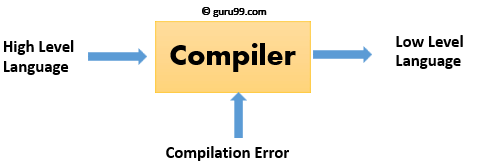 © guru99.com
High Level
Language
Compiler
Low Level
Language
Compilation Error